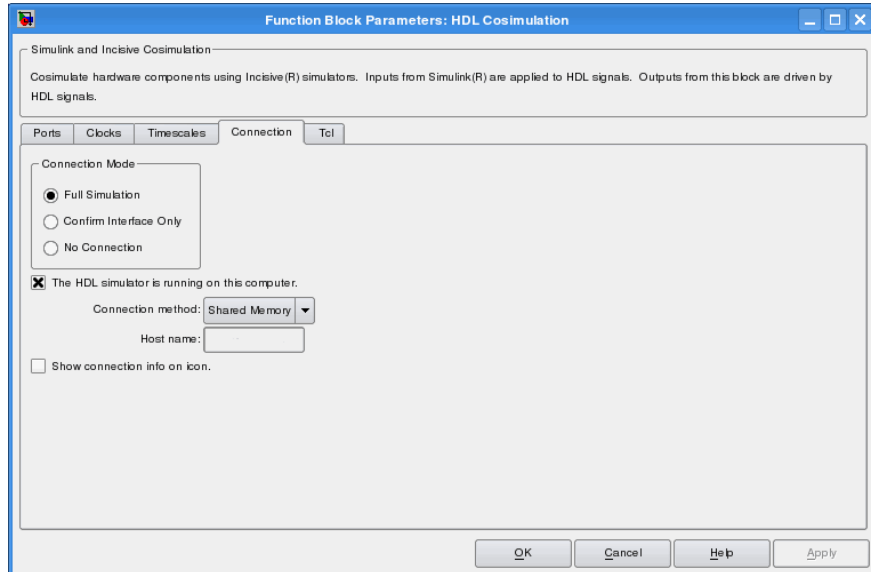 Function Block Parameters: HDL Cosimulation
Simulink and Incisive Cosimulation
Cosimulate hardware components using Incisive(R) simulators. Inputs from Simulink(R) are applied to HDL signals. Outputs from this block are driven by
HDL signals.
Ports Clocks Timescales Connection Tcl
Connection Mode
Full Simulation
Confirm Interface Only
No Connection
The HDL simulator is running on this computer.
Connection method: Shared Memory
Host name:
Show connection info on icon.
OK Cancel Help Apply